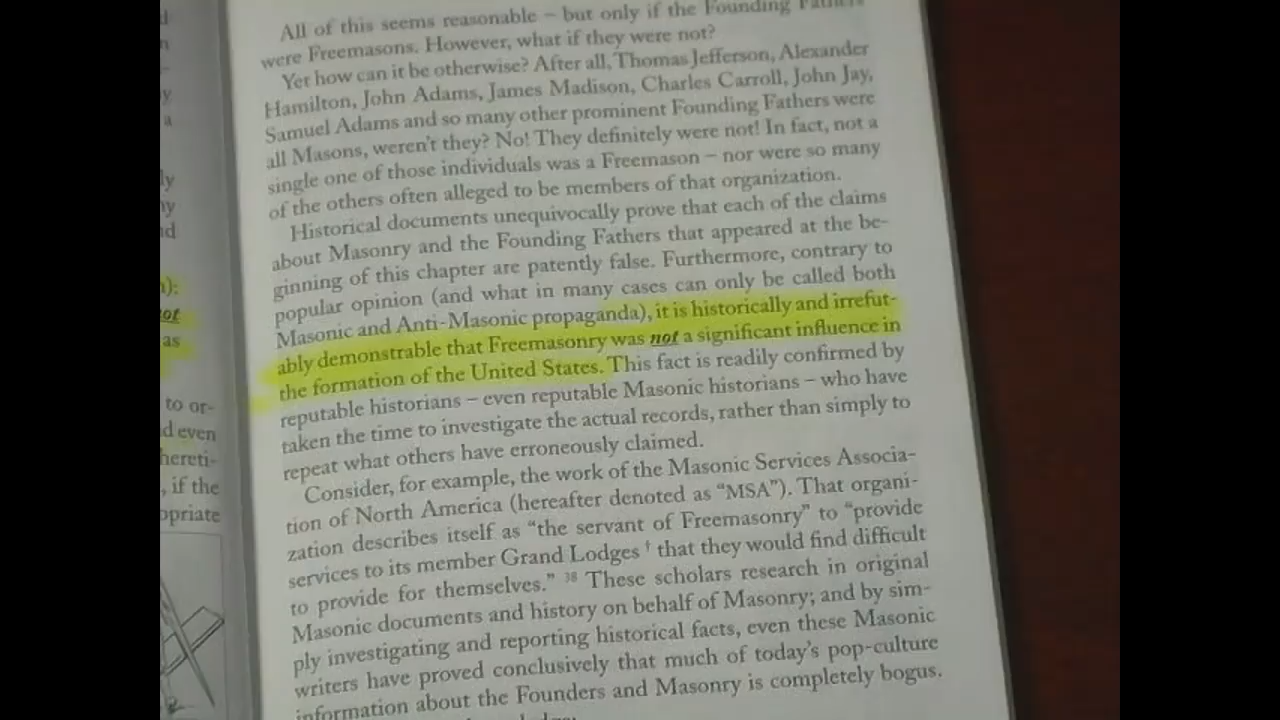 ly
ny
nd
n):
ot
as
to or-
d even
hereti-
, if the
opriate
All of this seems reasonable – but only if the Founding Fathers
were Freemasons. However, what if they were not?
Yet how can it be otherwise? After all, Thomas Jefferson, Alexander
Hamilton, John Adams, James Madison, Charles Carroll, John Jay,
Samuel Adams and so many other prominent Founding Fathers were
all Masons, weren't they? No! They definitely were not! In fact, not a
single one of those individuals was a Freemason – nor were so many
of the others often alleged to be members of that organization.
Historical documents unequivocally prove that each of the claims
about Masonry and the Founding Fathers that appeared at the be-
ginning of this chapter are patently false. Furthermore, contrary to
popular opinion (and what in many cases can only be called both
Masonic and Anti-Masonic propaganda), it is historically and irrefut-
ably demonstrable that Freemasonry was not a significant influence in
the formation of the United States. This fact is readily confirmed by
reputable historians – even reputable Masonic historians – who have
taken the time to investigate the actual records, rather than simply to
repeat what others have erroneously claimed.
Consider, for example, the work of the Masonic Services Associa-
tion of North America (hereafter denoted as “MSA”). That organi-
zation describes itself as “the servant of Freemasonry” to “provide
services to its member Grand Lodges † that they would find difficult
to provide for themselves.” 38 These scholars research in original
Masonic documents and history on behalf of Masonry; and by sim-
ply investigating and reporting historical facts, even these Masonic
writers have proved conclusively that much of today's pop-culture
information about the Founders and Masonry is completely bogus.